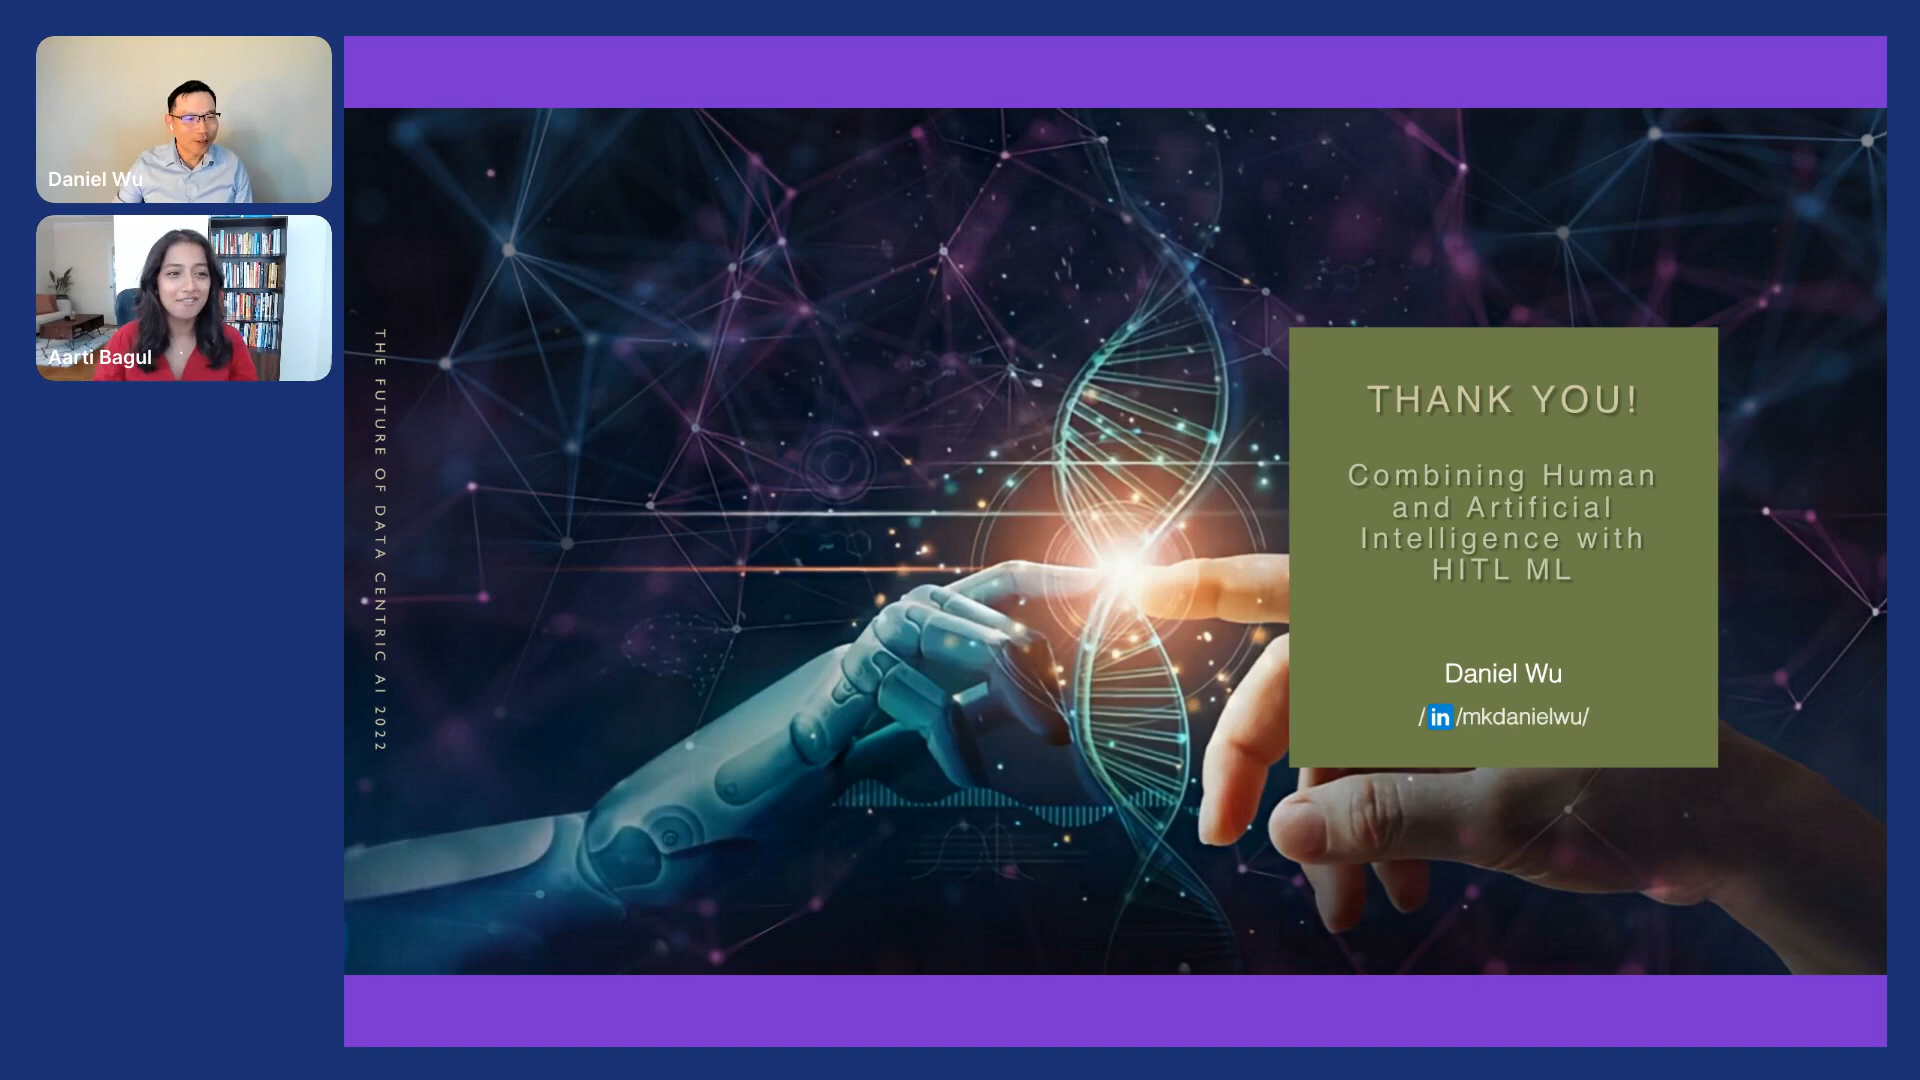 Daniel Wu
Aarti Bagul
THE FUTURE OF DATA CENTRIC AI 2022
THANK YOU!
Combining Human
and Artificial
Intelligence with
HITL ML
Daniel Wu
/in/mkdanielwu/